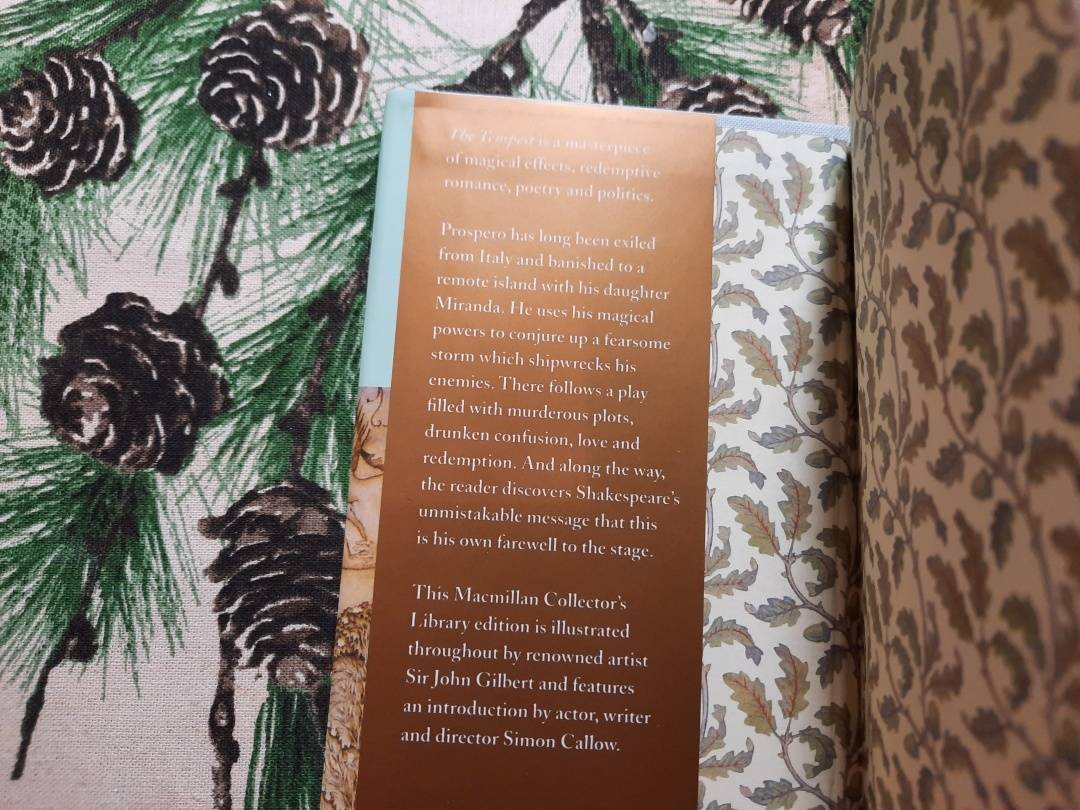 The Tempest is a masterpiece
of magical effects, redemptive
romance, poetry and politics.
Prospero has long been exiled
from Italy and banished to a
remote island with his daughter
Miranda. He uses his magical
powers to conjure up a fearsome
storm which shipwrecks his
enemies. There follows a play
filled with murderous plots,
drunken confusion, love and
redemption. And along the way,
the reader discovers Shakespeare's
unmistakable message that this
is his own farewell to the stage.
This Macmillan Collector's
Library edition is illustrated
throughout by renowned artist
Sir John Gilbert and features
an introduction by actor, writer
and director Simon Callow.